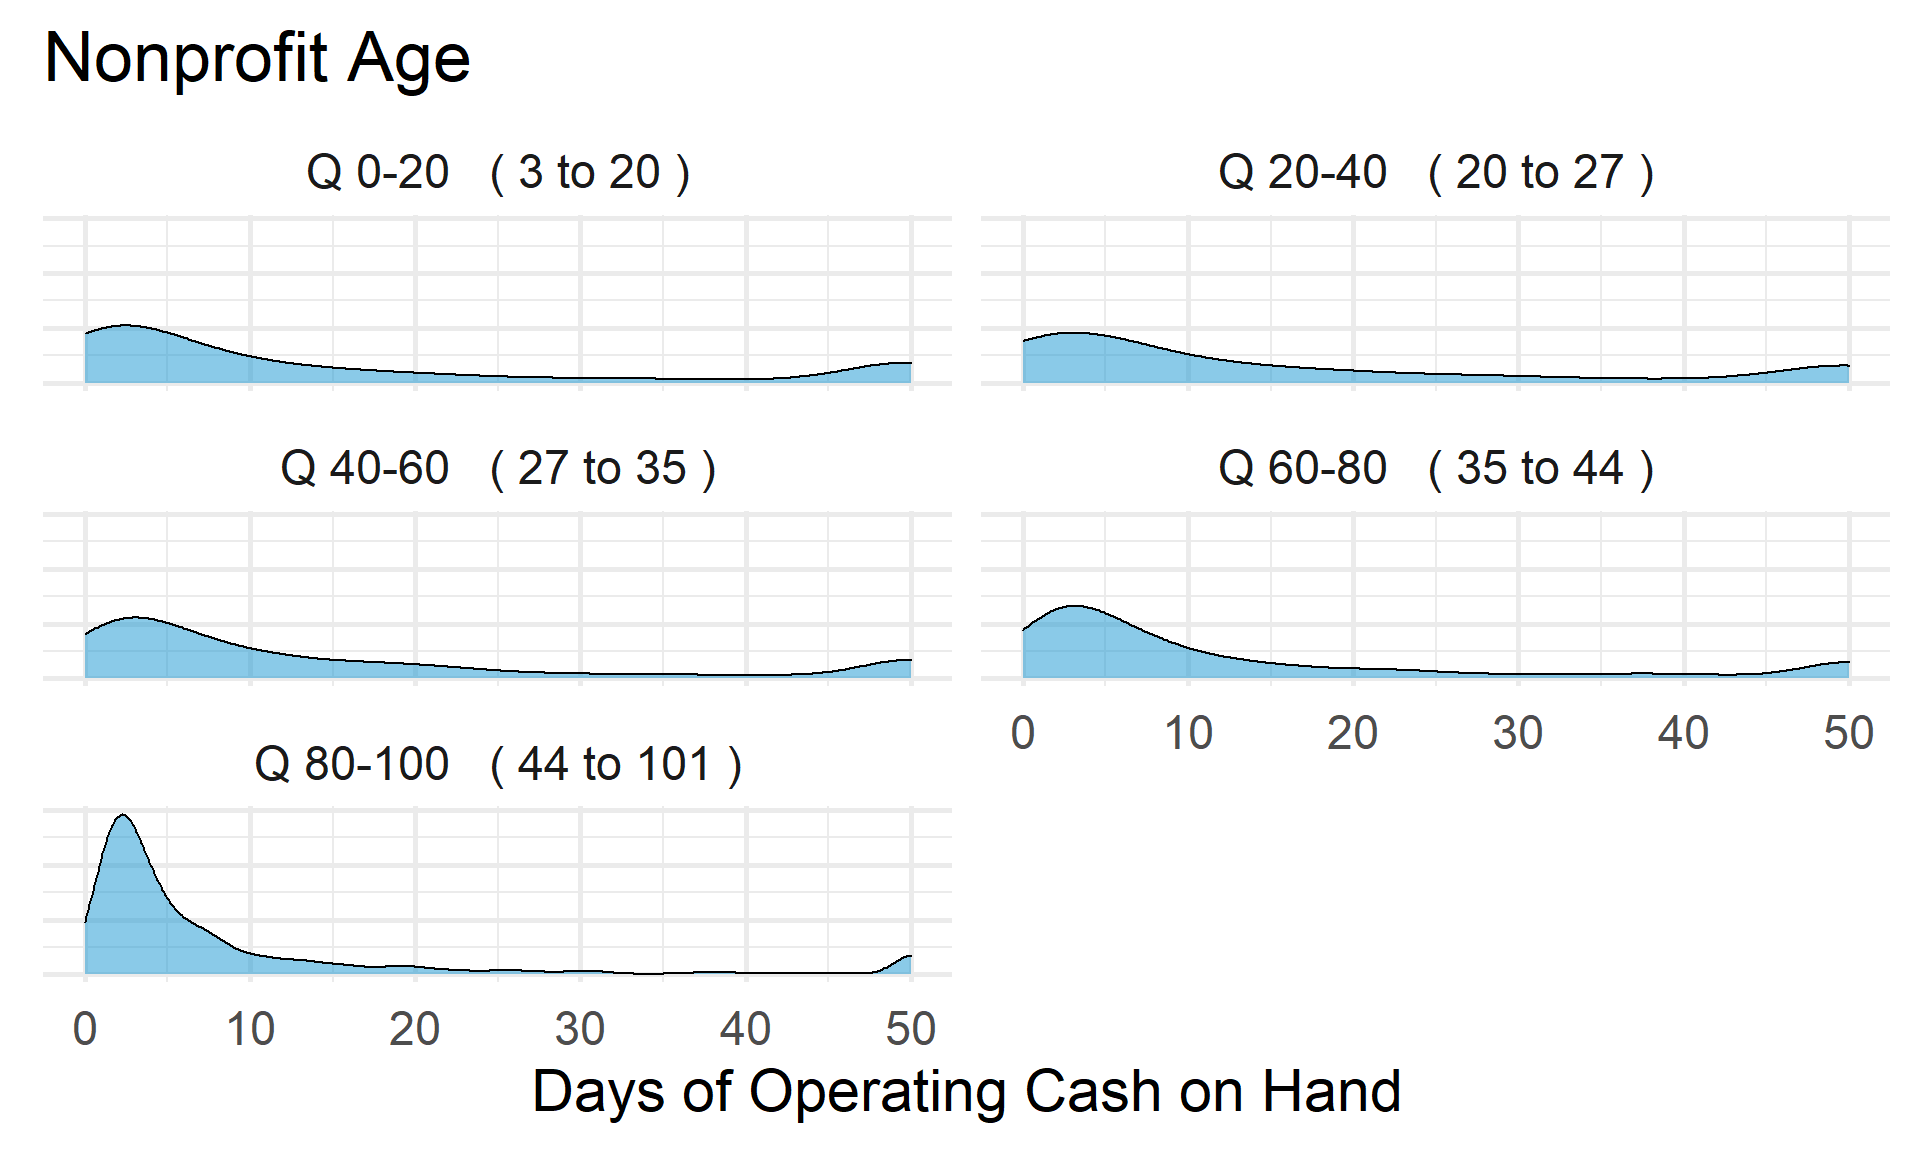 Nonprofit Age
Q 0-20 ( 3 to 20 )
Q 20-40 ( 20 to 27 )
Q 40-60 ( 27 to 35 )
Q 60-80 ( 35 to 44 )
0 10 20 30 40 50
Q 80-100 ( 44 to 101 )
0 10 20 30 40 50
Days of Operating Cash on Hand